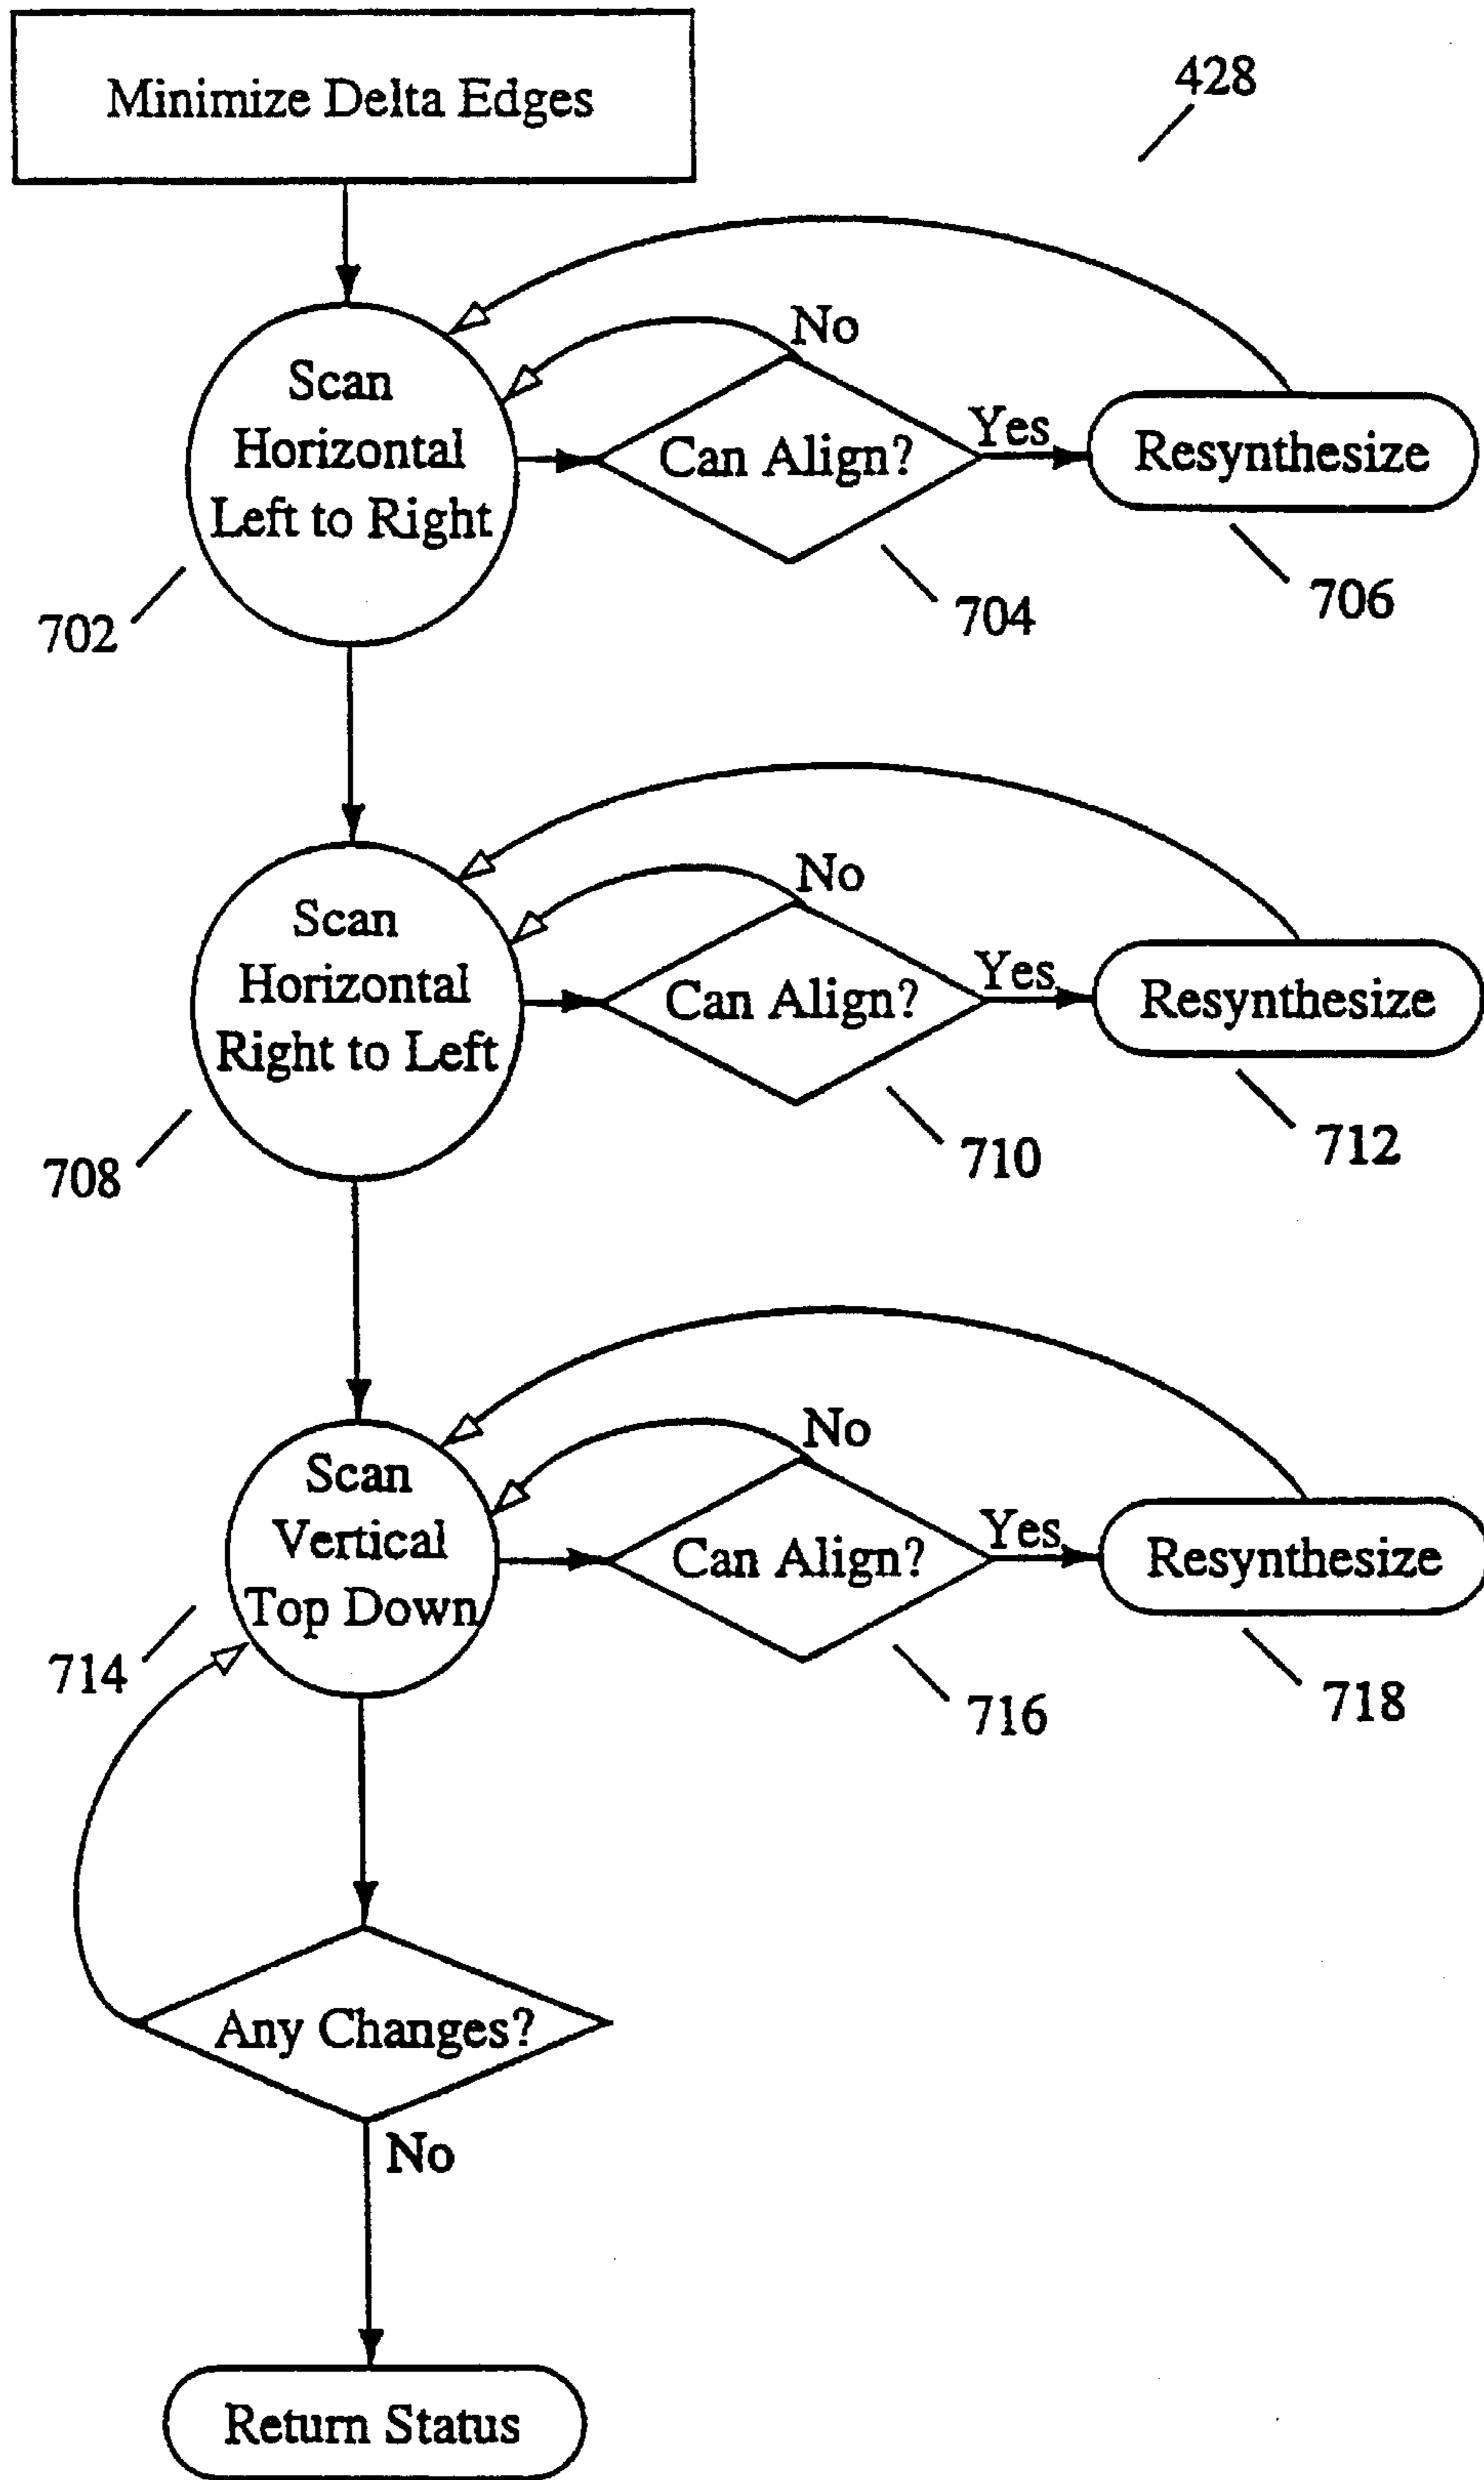 Minimize Delta Edges
428
Scan
Horizontal
Left to Right
No
Can Align?
Yes
Resynthesize
702
704
706
Scan
Horizontal
Right to Left
No
Can Align?
Yes
Resynthesize
708
710
712
Scan
Vertical
Top Down
No
Can Align?
Yes
Resynthesize
714
716
718
Any Changes?
No
Return Status